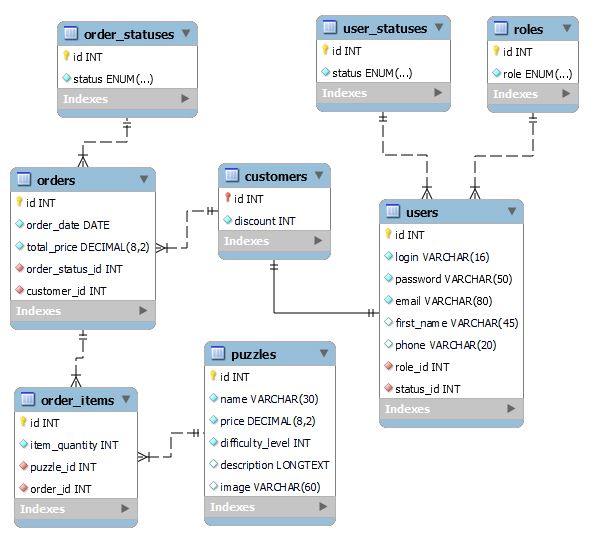 order_statuses
id INT
status ENUM(...)
Indexes
user_statuses
id INT
status ENUM(...)
Indexes
roles
id INT
role ENUM(...)
Indexes
orders
id INT
order_date DATE
total_price DECIMAL(8,2)
order_status_id INT
customer_id INT
Indexes
customers
id INT
discount INT
Indexes
users
id INT
login VARCHAR(16)
password VARCHAR(50)
email VARCHAR(80)
first_name VARCHAR(45)
phone VARCHAR(20)
role_id INT
status_id INT
Indexes
order_items
id INT
item_quantity INT
puzzle_id INT
order_id INT
Indexes
puzzles
id INT
name VARCHAR(30)
price DECIMAL(8,2)
difficulty_level INT
description LONGTEXT
image VARCHAR(60)
Indexes